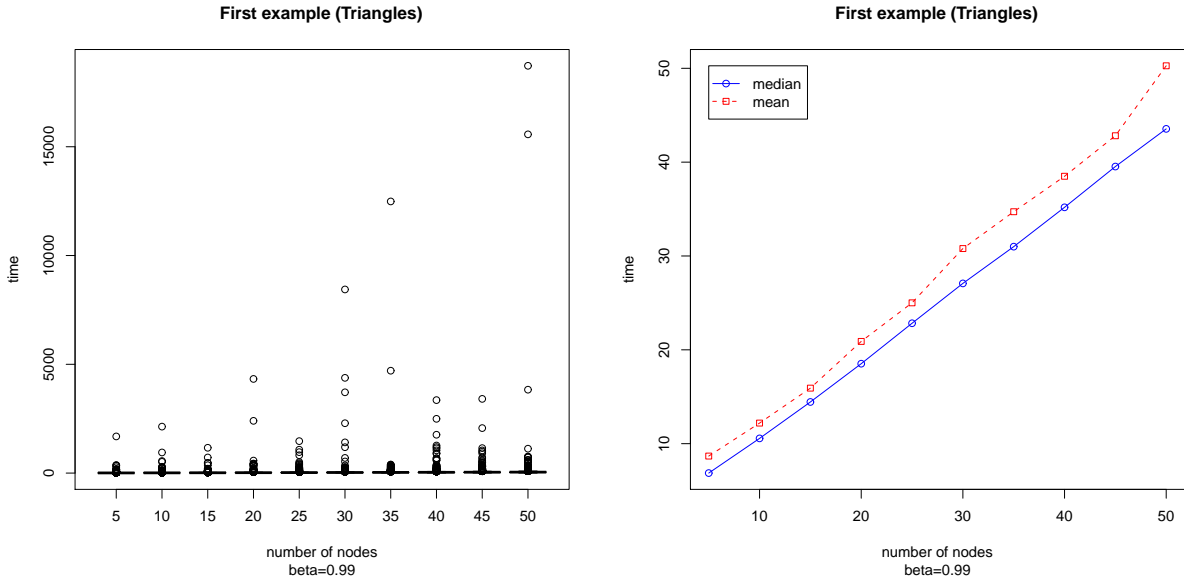 First example (Triangles)
time
0
5000
10000
15000
5 10 15 20 25 30 35 40 45 50
number of nodes
beta=0.99
First example (Triangles)
median
mean
time
10
20
30
40
50
10 20 30 40 50
number of nodes
beta=0.99